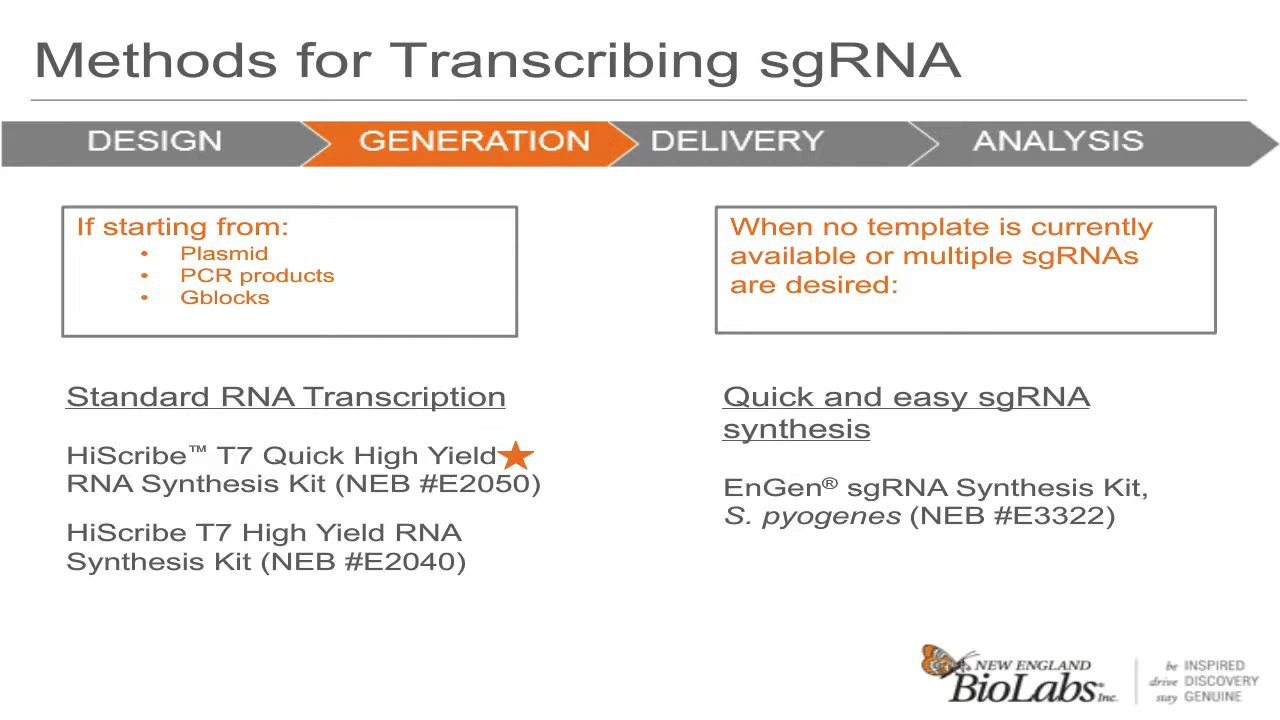 Methods for Transcribing sgRNA
DESIGN
GENERATION
DELIVERY
ANALYSIS
If starting from:
• Plasmid
• PCR products
• Gblocks
When no template is currently
available or multiple sgRNAs
are desired:
Standard RNA Transcription
HiScribe™ T7 Quick High Yield
RNA Synthesis Kit (NEB #E2050)
HiScribe T7 High Yield RNA
Synthesis Kit (NEB #E2040)
Quick and easy sgRNA
synthesis
EnGen® sgRNA Synthesis Kit,
S. pyogenes (NEB #E3322)
NEW ENGLAND
BioLabs® Inc.
be INSPIRED
drive DISCOVERY
stay GENUINE